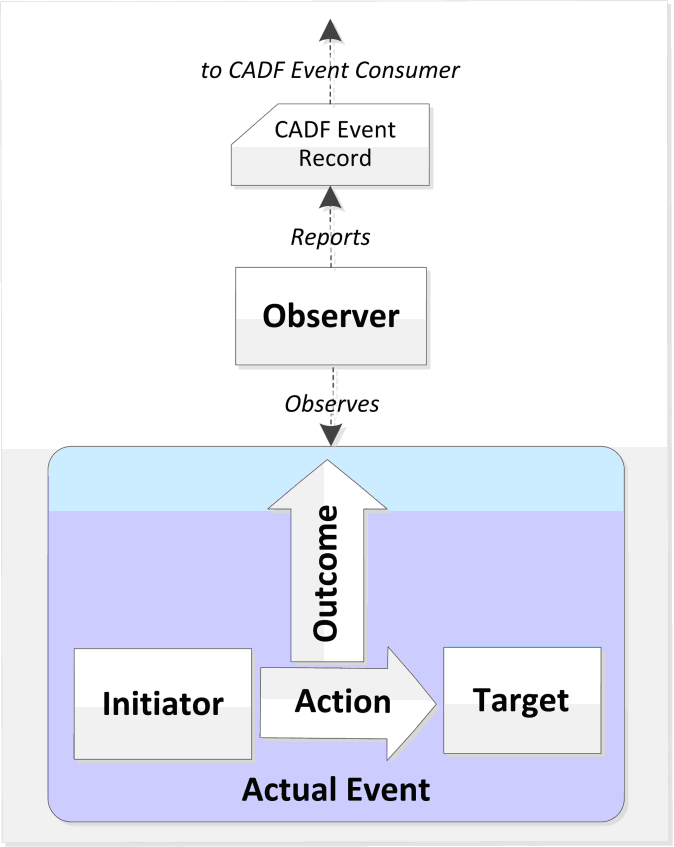 to CADF Event Consumer
CADF Event
Record
Reports
Observer
Observes
Outcome
Initiator
Action
Target
Actual Event